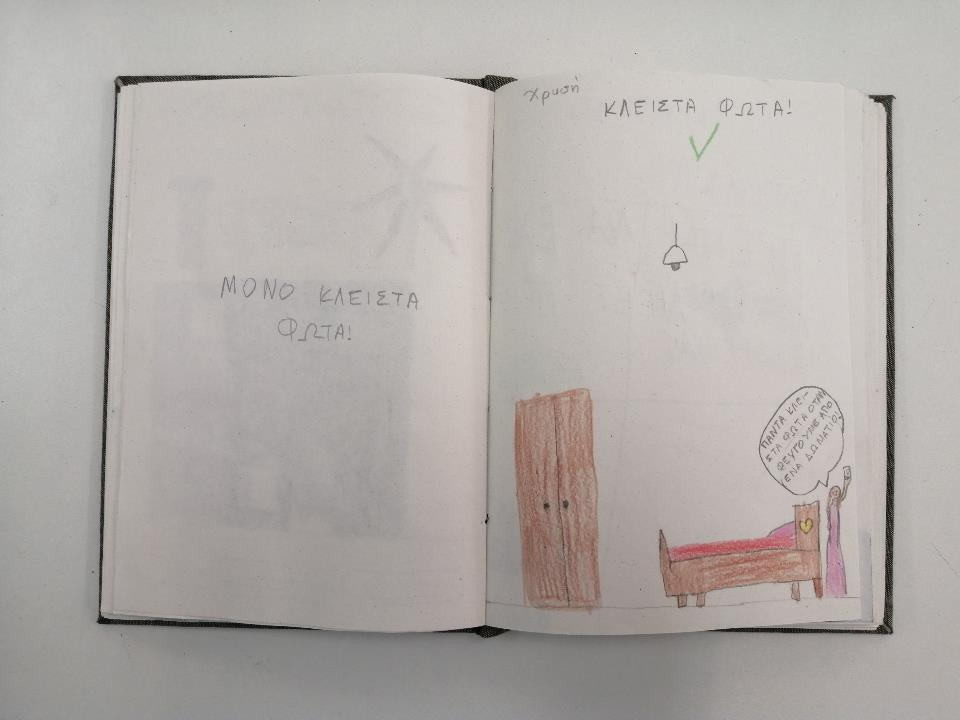 ΜΟΝΟ ΚΛΕΙΣΤΑ
ΦΩΤΑ!
Χρυσή
ΚΛΕΙΣΤΑ ΦΩΤΑ!
ΠΑΝΤΑ ΚΛΕΙ-
ΣΤΑ ΦΩΤΑ ΟΤΑΝ
ΦΕΥΓΟΥΜΕ ΑΠΟ
ΕΝΑ ΔΩΜΑΤΙΟ!